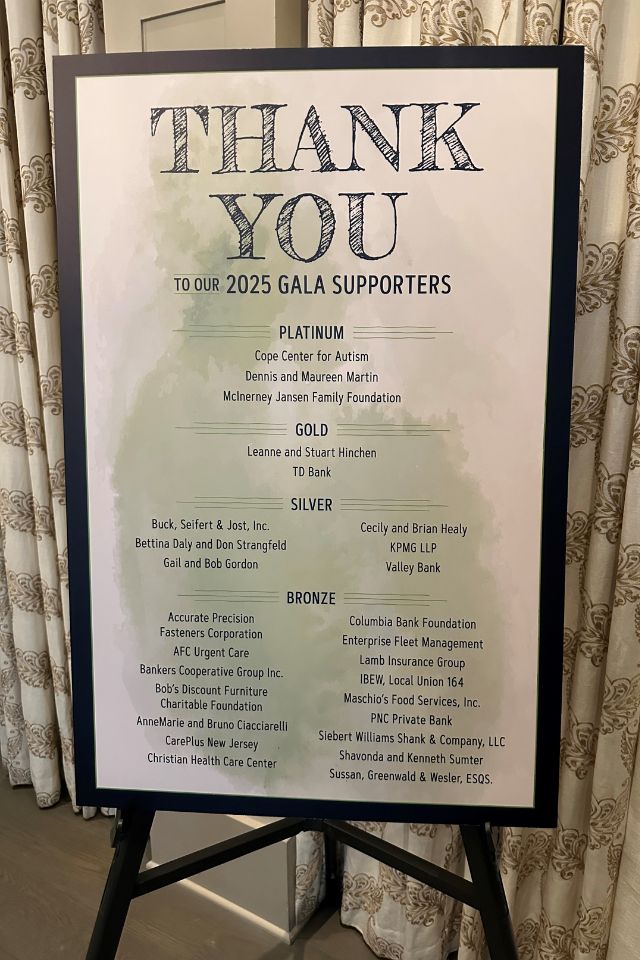 THANK
YOU
TO OUR 2025 GALA SUPPORTERS
PLATINUM
Cope Center for Autism
Dennis and Maureen Martin
McInerney Jansen Family Foundation
GOLD
Leanne and Stuart Hinchen
TD Bank
SILVER
Buck, Seifert & Jost, Inc.
Bettina Daly and Don Strangfeld
Gail and Bob Gordon
Cecily and Brian Healy
KPMG LLP
Valley Bank
BRONZE
Accurate Precision
Fasteners Corporation
AFC Urgent Care
Bankers Cooperative Group Inc.
Bob's Discount Furniture
Charitable Foundation
AnneMarie and Bruno Ciacciarelli
CarePlus New Jersey
Christian Health Care Center
Columbia Bank Foundation
Enterprise Fleet Management
Lamb Insurance Group
IBEW, Local Union 164
Maschio's Food Services, Inc.
PNC Private Bank
Siebert Williams Shank & Company, LLC
Shavonda and Kenneth Sumter
Sussan, Greenwald & Wesler, ESQS.